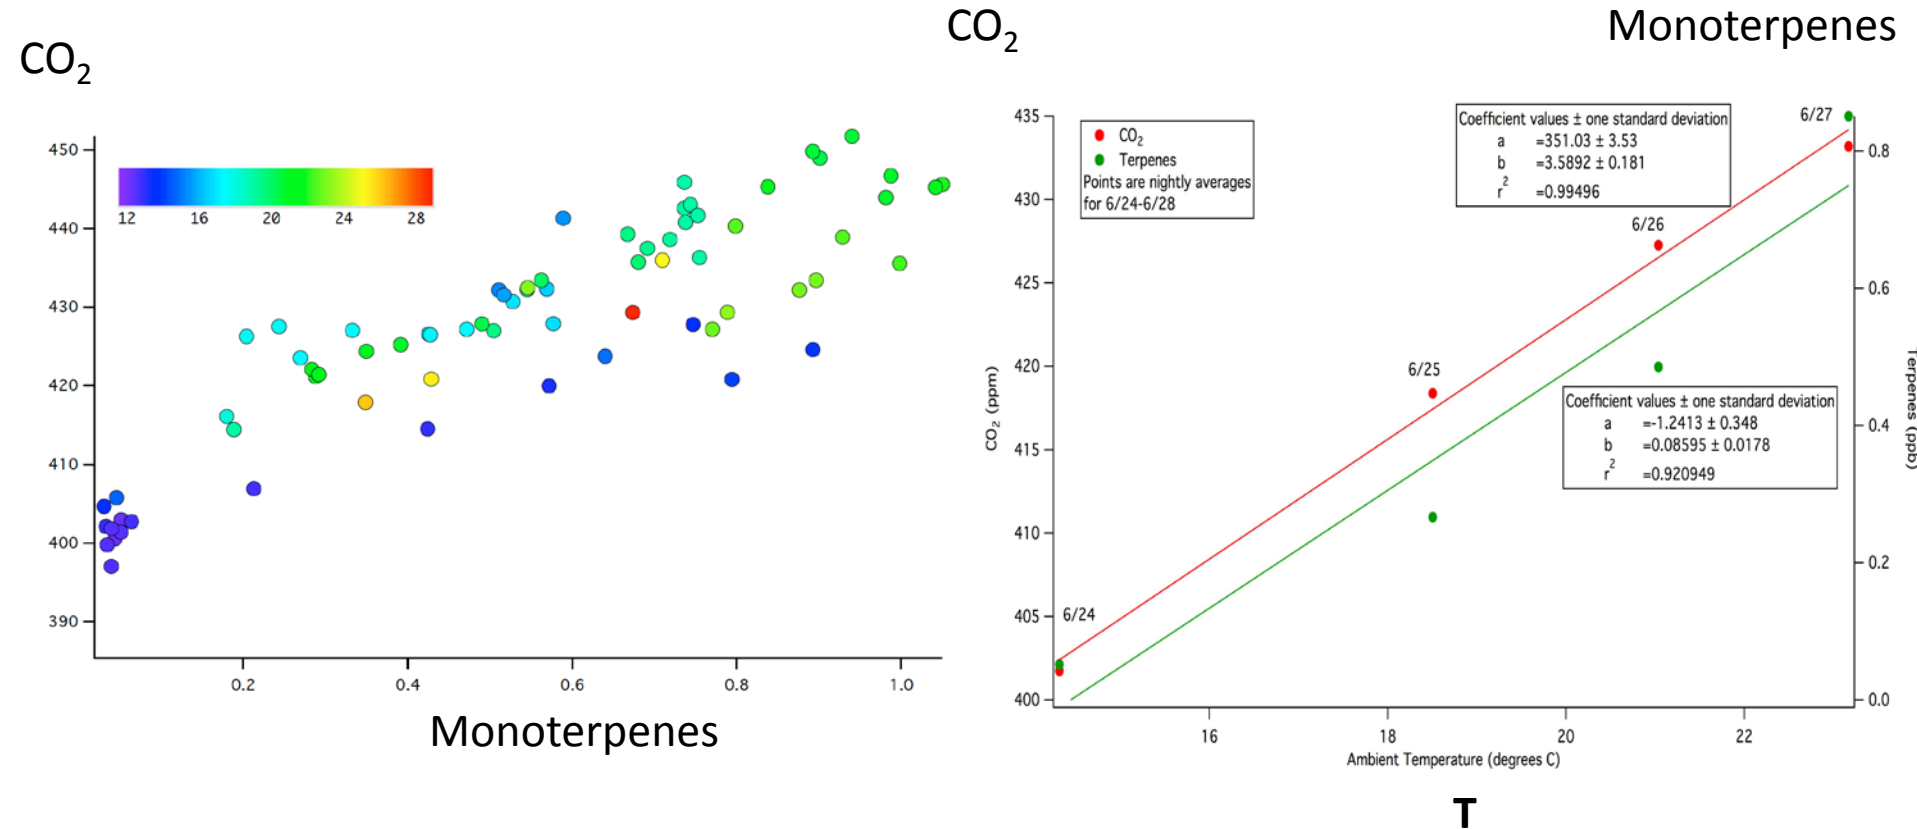 CO2
450
440
430
420
410
400
390
12 16 20 24 28
0.2 0.4 0.6 0.8 1.0
Monoterpenes
CO2
Monoterpenes
435
430
425
420
415
410
405
400
CO2 (ppm)
CO2
Terpenes
Points are nightly averages
for 6/24-6/28
Coefficient values ± one standard deviation
a =351.03 ± 3.53
b =3.5892 ± 0.181
r2 =0.99496
6/27
6/26
6/25
6/24
Coefficient values ± one standard deviation
a =-1.2413 ± 0.348
b =0.08595 ± 0.0178
r2 =0.920949
0.8
0.6
0.4
0.2
0.0
Terpenes (ppb)
16 18 20 22
Ambient Temperature (degrees C)
T